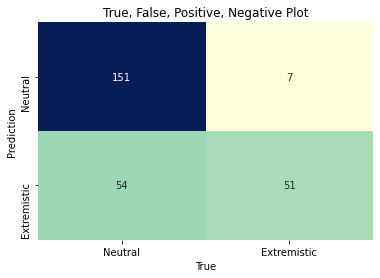 True, False, Positive, Negative Plot
Prediction
Neutral
151
7
Extremistic
54
51
Neutral
Extremistic
True